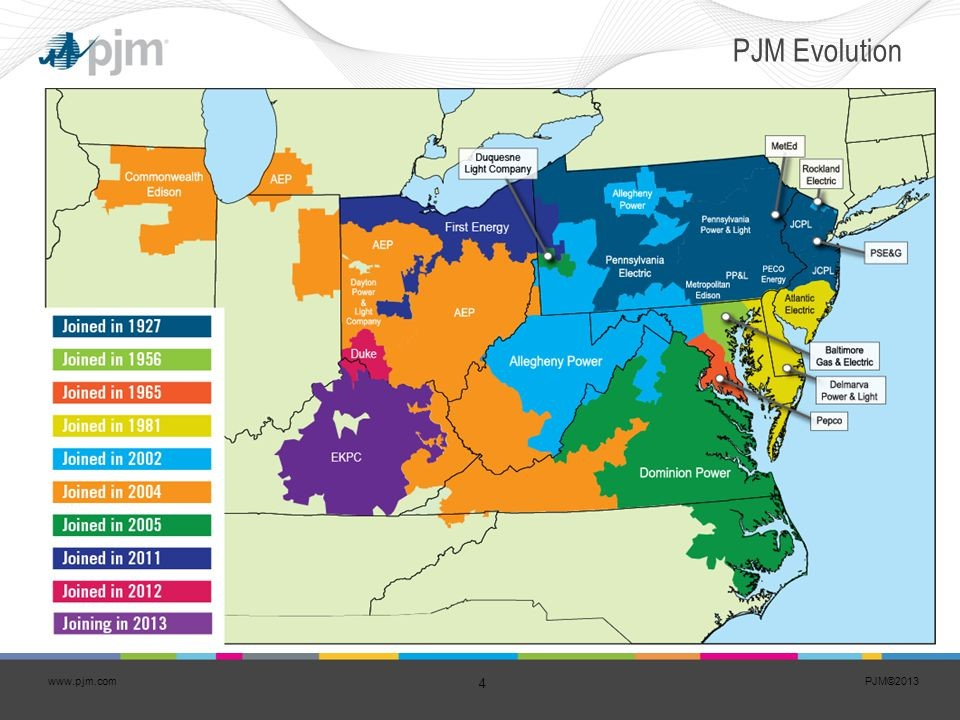 pjm
PJM Evolution
MetEd
Duquesne
Light Company
Rockland
Electric
Commonwealth
Edison
AEP
Allegheny
Power
Pennsylvania
Power & Light
JCPL
First Energy
AEP
PSE&G
Pennsylvania
Electric
PP&L
PECO
Energy
JCPL
Dayton
Power
&
Light
Company
Metropolitan
Edison
Atlantic
Electric
AEP
Joined in 1927
Joined in 1956
Joined in 1965
Joined in 1981
Joined in 2002
Joined in 2004
Joined in 2005
Joined in 2011
Joined in 2012
Joining in 2013
Duke
Allegheny Power
Baltimore
Gas & Electric
Delmarva
Power & Light
Pepco
EKPC
Dominion Power
www.pjm.com
4
PJM©2013